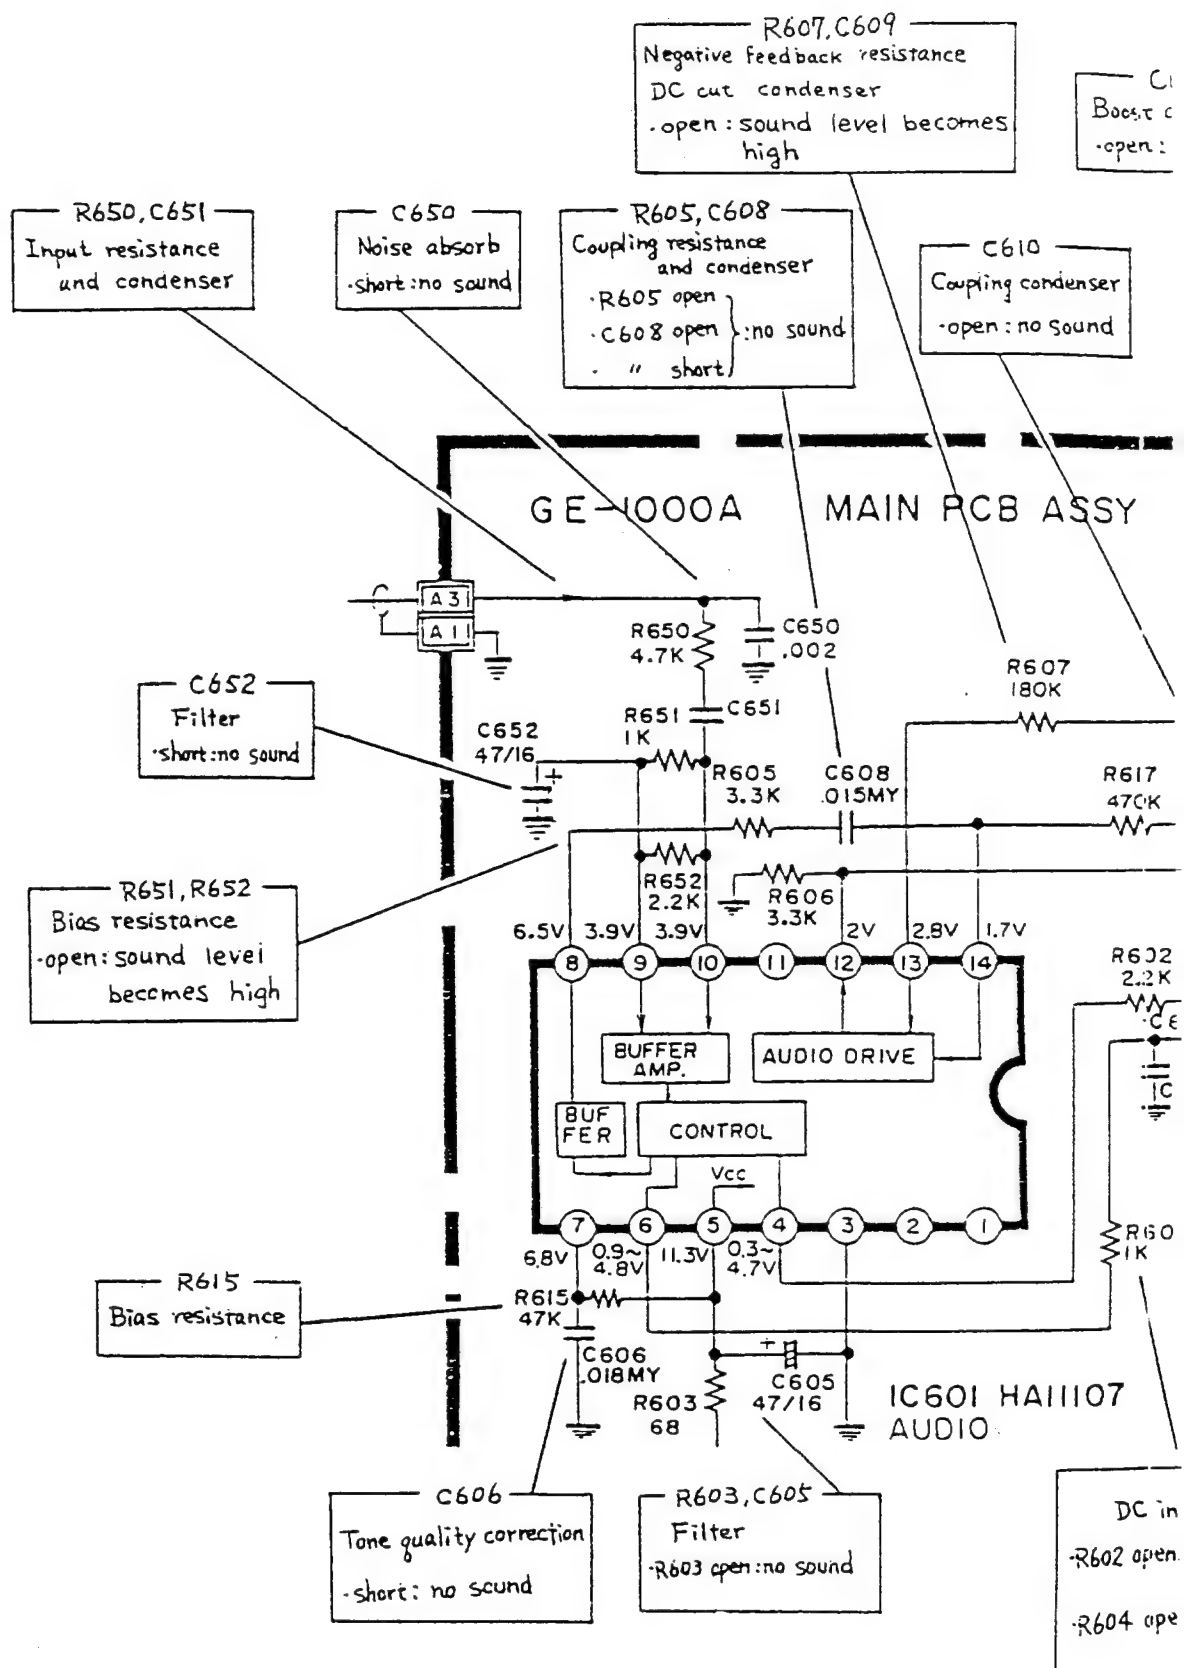 R607,C609
Negative feedback resistance
DC cut condenser
·open:sound level becomes
high
Boost
·open:
R650,C651
Input resistance
and condenser
C650
Noise absorb
·short:no sound
R605,C608
Coupling resistance
and condenser
·R605 open
·C608 open
}:no sound
· " short
C610
Coupling condenser
·open:no sound
GE-1000A MAIN PCB ASSY
A31
A11
R650
4.7K
C650
.002
C651
R607
180K
C652
Filter
·short:no sound
C652
47/16
+
R651
1K
R605
3.3K
C608
.015MY
R617
470K
R652
2.2K
R606
3.3K
R651,R652
Bias resistance
·open:sound level
becomes high
6.5V 3.9V 3.9V 2V 2.8V 1.7V
8 9 10 11 12 13 14
R602
2.2K
BUFFER
AMP.
AUDIO DRIVE
BUF
FER
CONTROL
Vcc
7 6 5 4 3 2 1
6.8V 0.9~
4.8V 11.3V 0.3~
4.7V
R60
1K
R615
Bias resistance
R615
47K
C606
.018MY
R603
68
+
C605
47/16
IC601 HA11107
AUDIO
C606
Tone quality correction
·short: no sound
R603,C605
Filter
·R603 open:no sound
DC in
·R602 open
·R604 ope